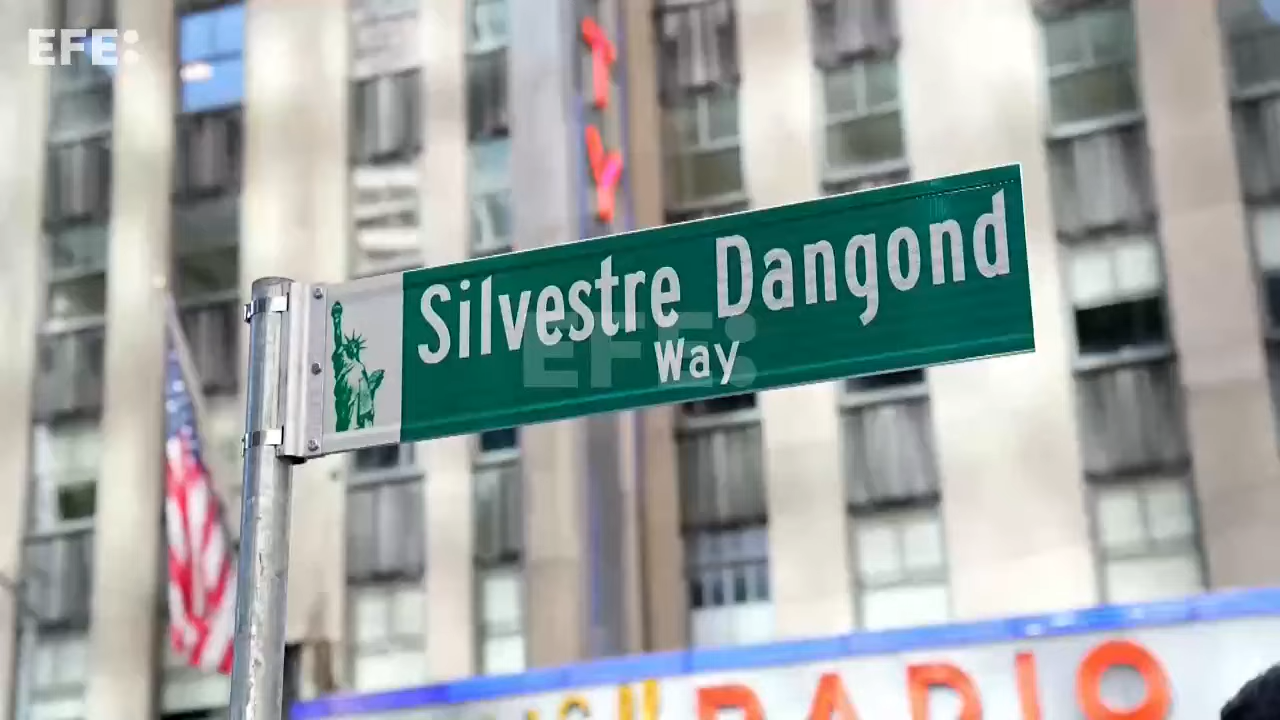 EFE:
T
Y
Silvestre Dangond
Way
EFE:
RADIO